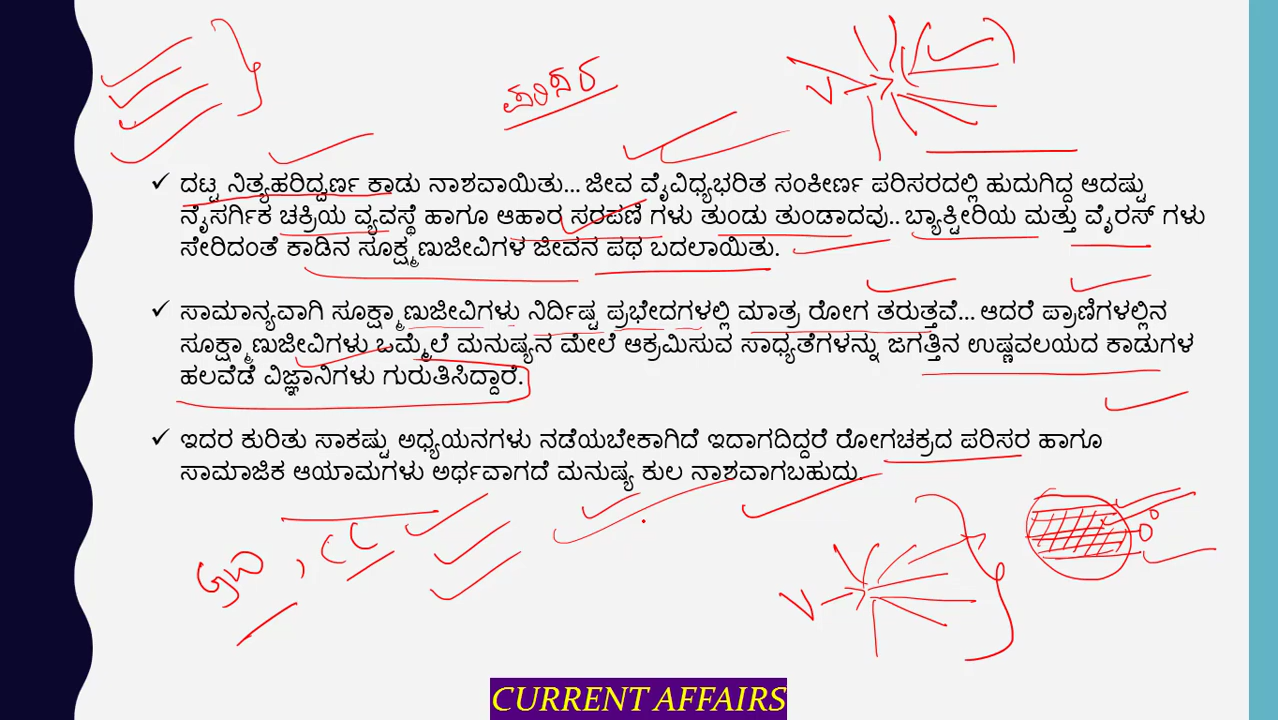 ಪರಿಸರ
V
ದಟ್ಟ ನಿತ್ಯಹರಿದ್ವರ್ಣ ಕಾಡು ನಾಶವಾಯಿತು... ಜೀವ ವೈವಿಧ್ಯಭರಿತ ಸಂಕೀರ್ಣ ಪರಿಸರದಲ್ಲಿ ಹುದುಗಿದ್ದ ಆದಷ್ಟು
ನೈಸರ್ಗಿಕ ಚಕ್ರಿಯ ವ್ಯವಸ್ಥೆ ಹಾಗೂ ಆಹಾರ ಸರಪಣಿ ಗಳು ತುಂಡು ತುಂಡಾದವು.. ಬ್ಯಾಕ್ಟೀರಿಯ ಮತ್ತು ವೈರಸ್ ಗಳು
ಸೇರಿದಂತೆ ಕಾಡಿನ ಸೂಕ್ಷ್ಮಣುಜೀವಿಗಳ ಜೀವನ ಪಥ ಬದಲಾಯಿತು.
ಸಾಮಾನ್ಯವಾಗಿ ಸೂಕ್ಷ್ಮಾಣುಜೀವಿಗಳು ನಿರ್ದಿಷ್ಟ ಪ್ರಭೇದಗಳಲ್ಲಿ ಮಾತ್ರ ರೋಗ ತರುತ್ತವೆ... ಆದರೆ ಪ್ರಾಣಿಗಳಲ್ಲಿನ
ಸೂಕ್ಷ್ಮಾಣುಜೀವಿಗಳು ಒಮ್ಮೆಲೆ ಮನುಷ್ಯನ ಮೇಲೆ ಆಕ್ರಮಿಸುವ ಸಾಧ್ಯತೆಗಳನ್ನು ಜಗತ್ತಿನ ಉಷ್ಣವಲಯದ ಕಾಡುಗಳ
ಹಲವೆಡೆ ವಿಜ್ಞಾನಿಗಳು ಗುರುತಿಸಿದ್ದಾರೆ.
ಇದರ ಕುರಿತು ಸಾಕಷ್ಟು ಅಧ್ಯಯನಗಳು ನಡೆಯಬೇಕಾಗಿದೆ ಇದಾಗದಿದ್ದರೆ ರೋಗಚಕ್ರದ ಪರಿಸರ ಹಾಗೂ
ಸಾಮಾಜಿಕ ಆಯಾಮಗಳು ಅರ್ಥವಾಗದೆ ಮನುಷ್ಯ ಕುಲ ನಾಶವಾಗಬಹುದು.
V
CURRENT AFFAIRS